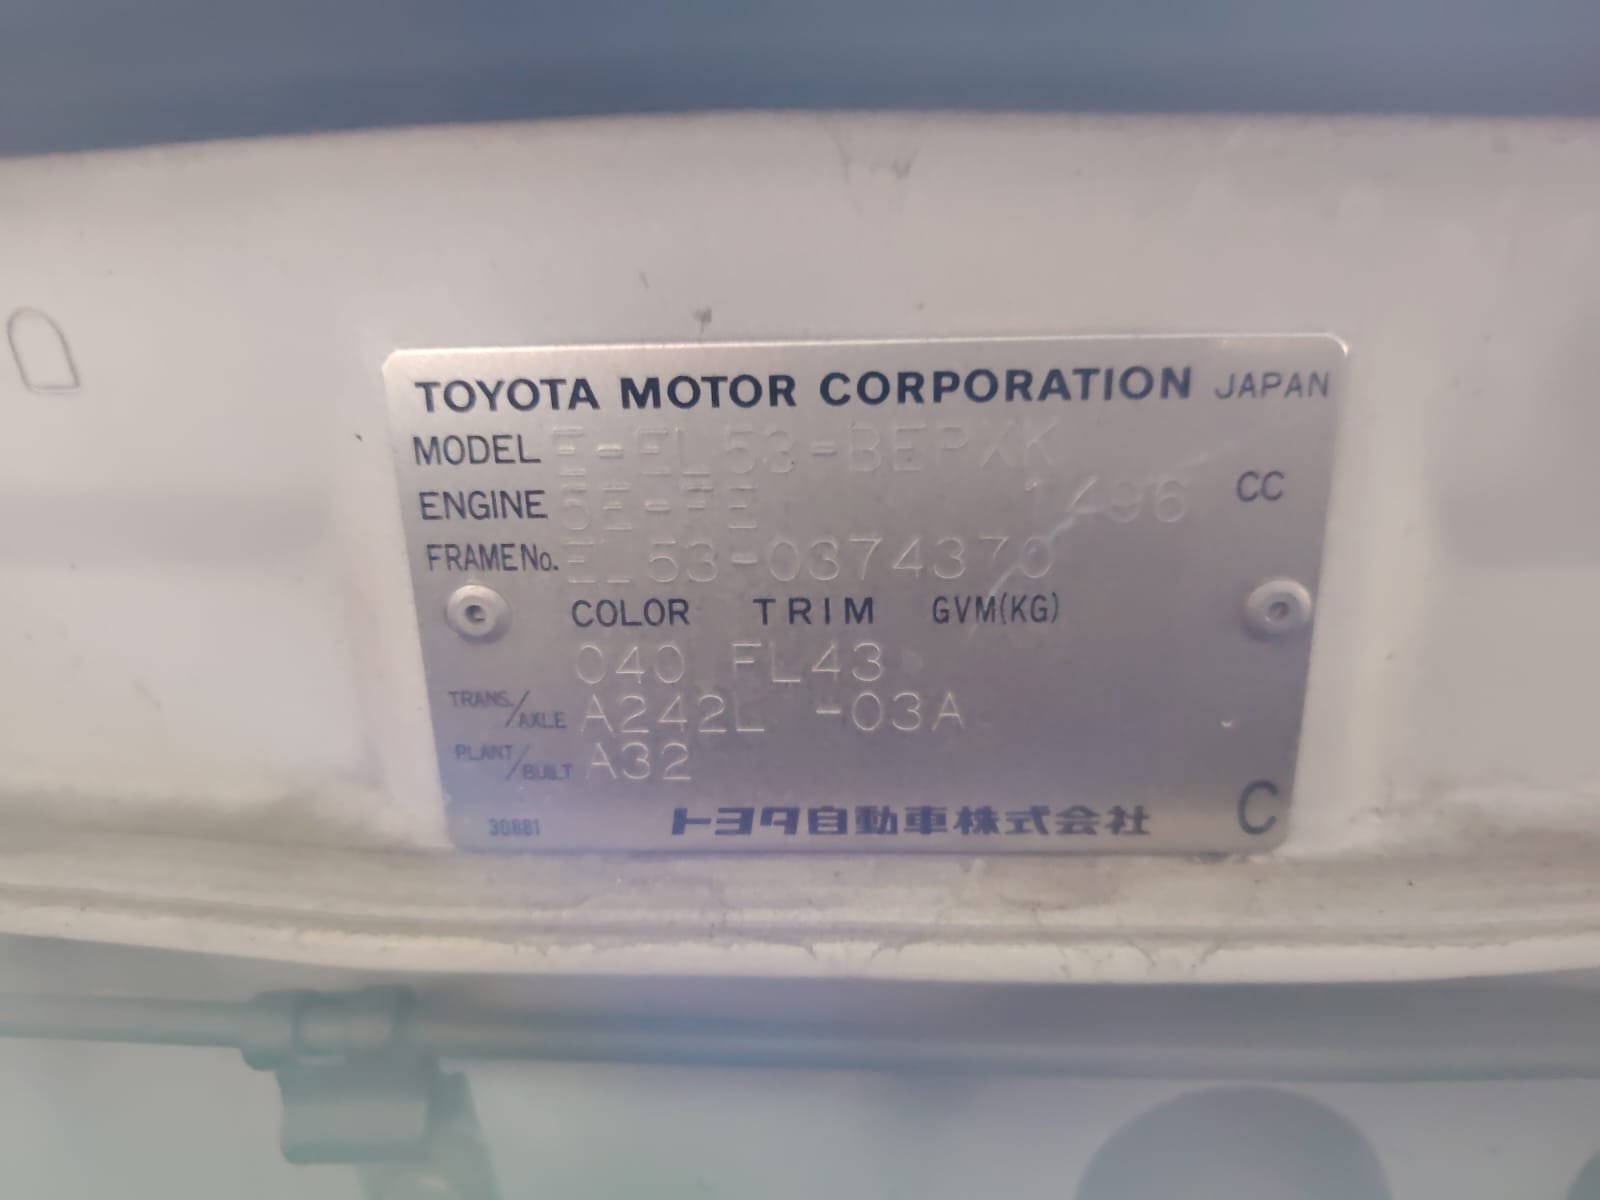 TOYOTA MOTOR CORPORATION JAPAN
MODEL E-EL53-BEPXK
ENGINE 5E-FE 1496 CC
FRAME No. EL53-0374370
COLOR TRIM GVM(KG)
040 FL43
TRANS./AXLE A242L -03A
PLANT/BUILT A32
30881 トヨタ自動車株式会社 C